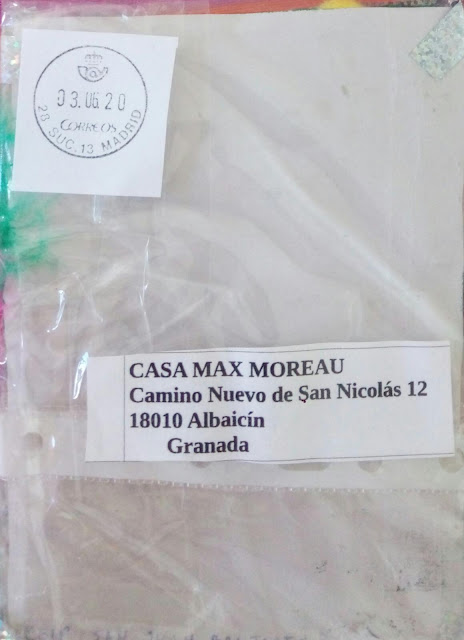 03.06.20
CORREOS
28 SUC. 13 MADRID
CASA MAX MOREAU
Camino Nuevo de San Nicolás 12
18010 Albaicín
Granada